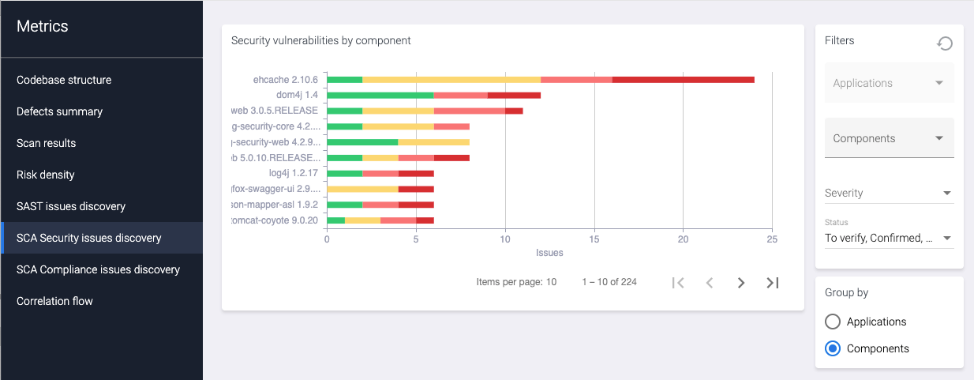 Metrics
Codebase structure
Defects summary
Scan results
Risk density
SAST issues discovery
SCA Security issues discovery
SCA Compliance issues discovery
Correlation flow
Security vulnerabilities by component
ehcache 2.10.6
dom4j 1.4
web 3.0.5.RELEASE
g-security-core 4.2....
-security-web 4.2.9...
b 5.0.10.RELEASE...
log4j 1.2.17
fox-swagger-ui 2.9....
son-mapper-asl 1.9.2
tomcat-coyote 9.0.20
0 5 10 15 20 25
Issues
Items per page: 10 1 – 10 of 224
Filters
Applications
Components
Severity
Status
To verify, Confirmed, ...
Group by
Applications
Components